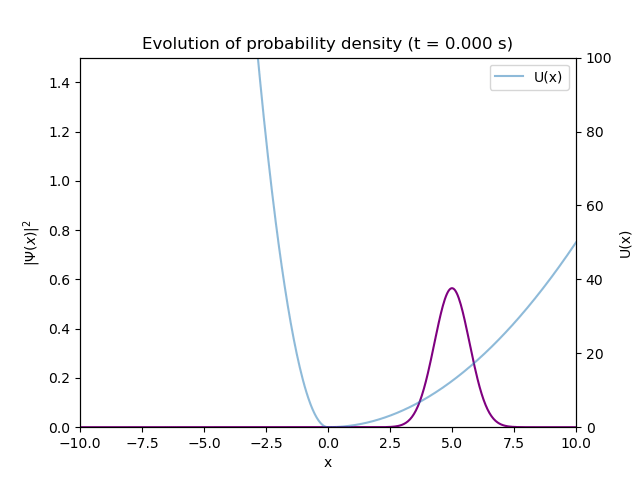 Evolution of probability density (t = 0.000 s)
U(x)
1.4
1.2
1.0
0.8
0.6
0.4
0.2
0.0
|Ψ(x)|²
100
80
60
40
20
0
U(x)
−10.0 −7.5 −5.0 −2.5 0.0 2.5 5.0 7.5 10.0
x